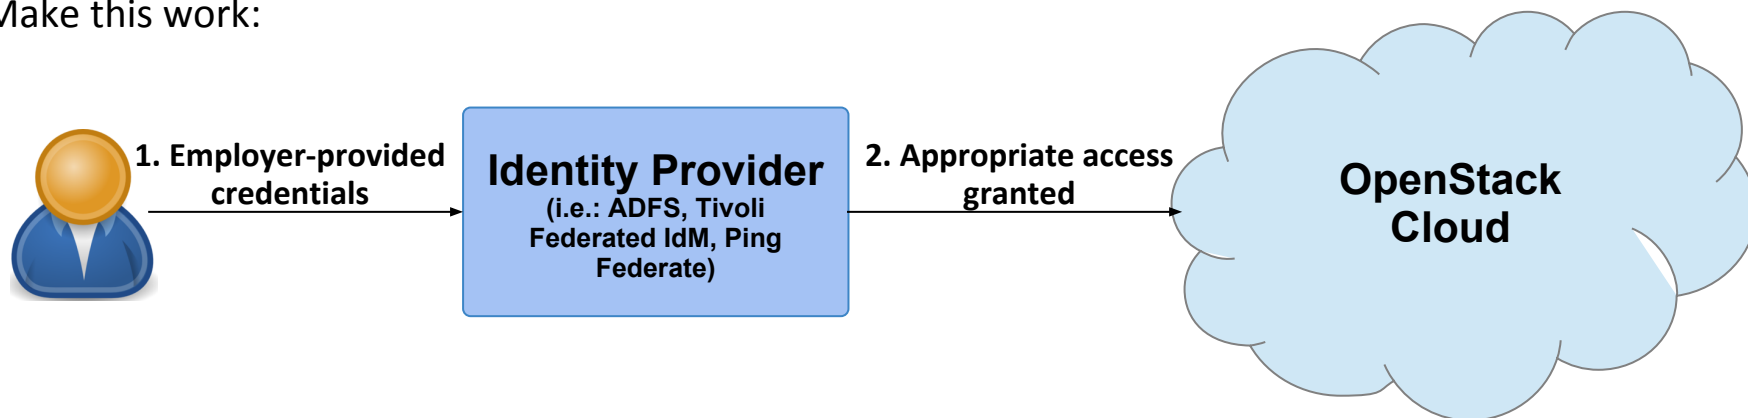 Make this work:
1. Employer-provided
credentials
Identity Provider
(i.e.: ADFS, Tivoli
Federated IdM, Ping
Federate)
2. Appropriate access
granted
OpenStack
Cloud